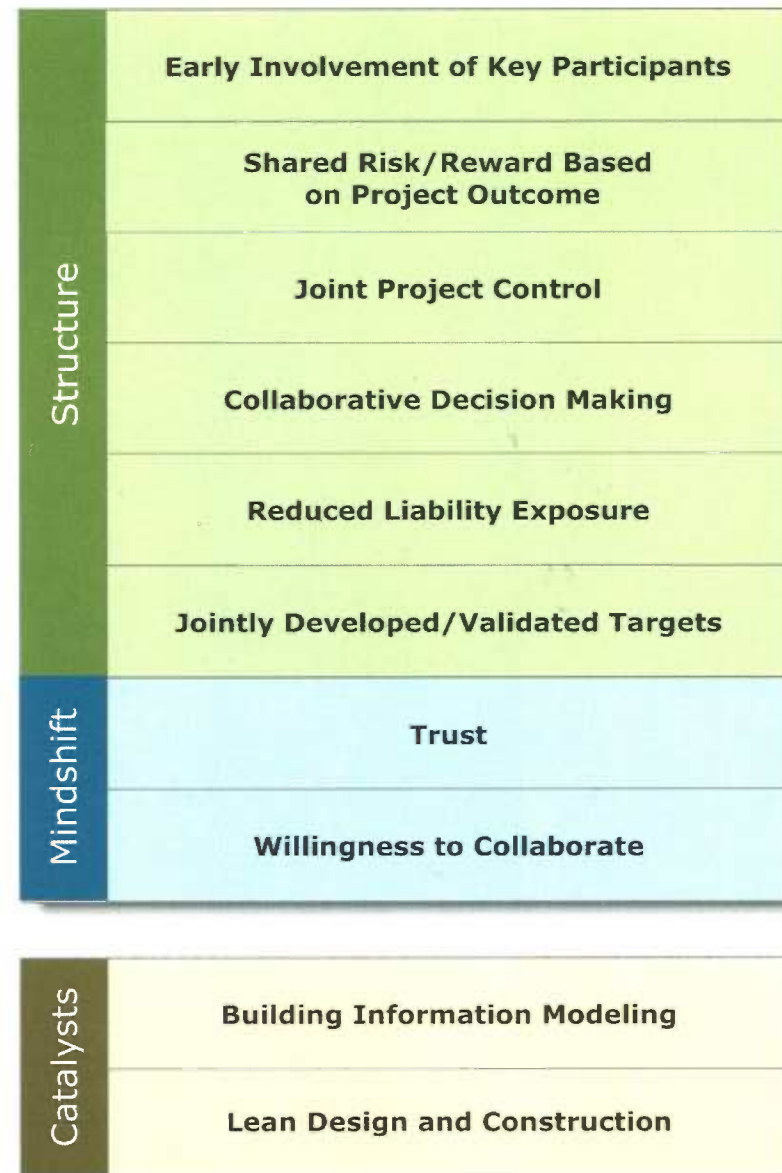 Structure
Early Involvement of Key Participants
Shared Risk/Reward Based
on Project Outcome
Joint Project Control
Collaborative Decision Making
Reduced Liability Exposure
Jointly Developed/Validated Targets
Mindshift
Trust
Willingness to Collaborate
Catalysts
Building Information Modeling
Lean Design and Construction